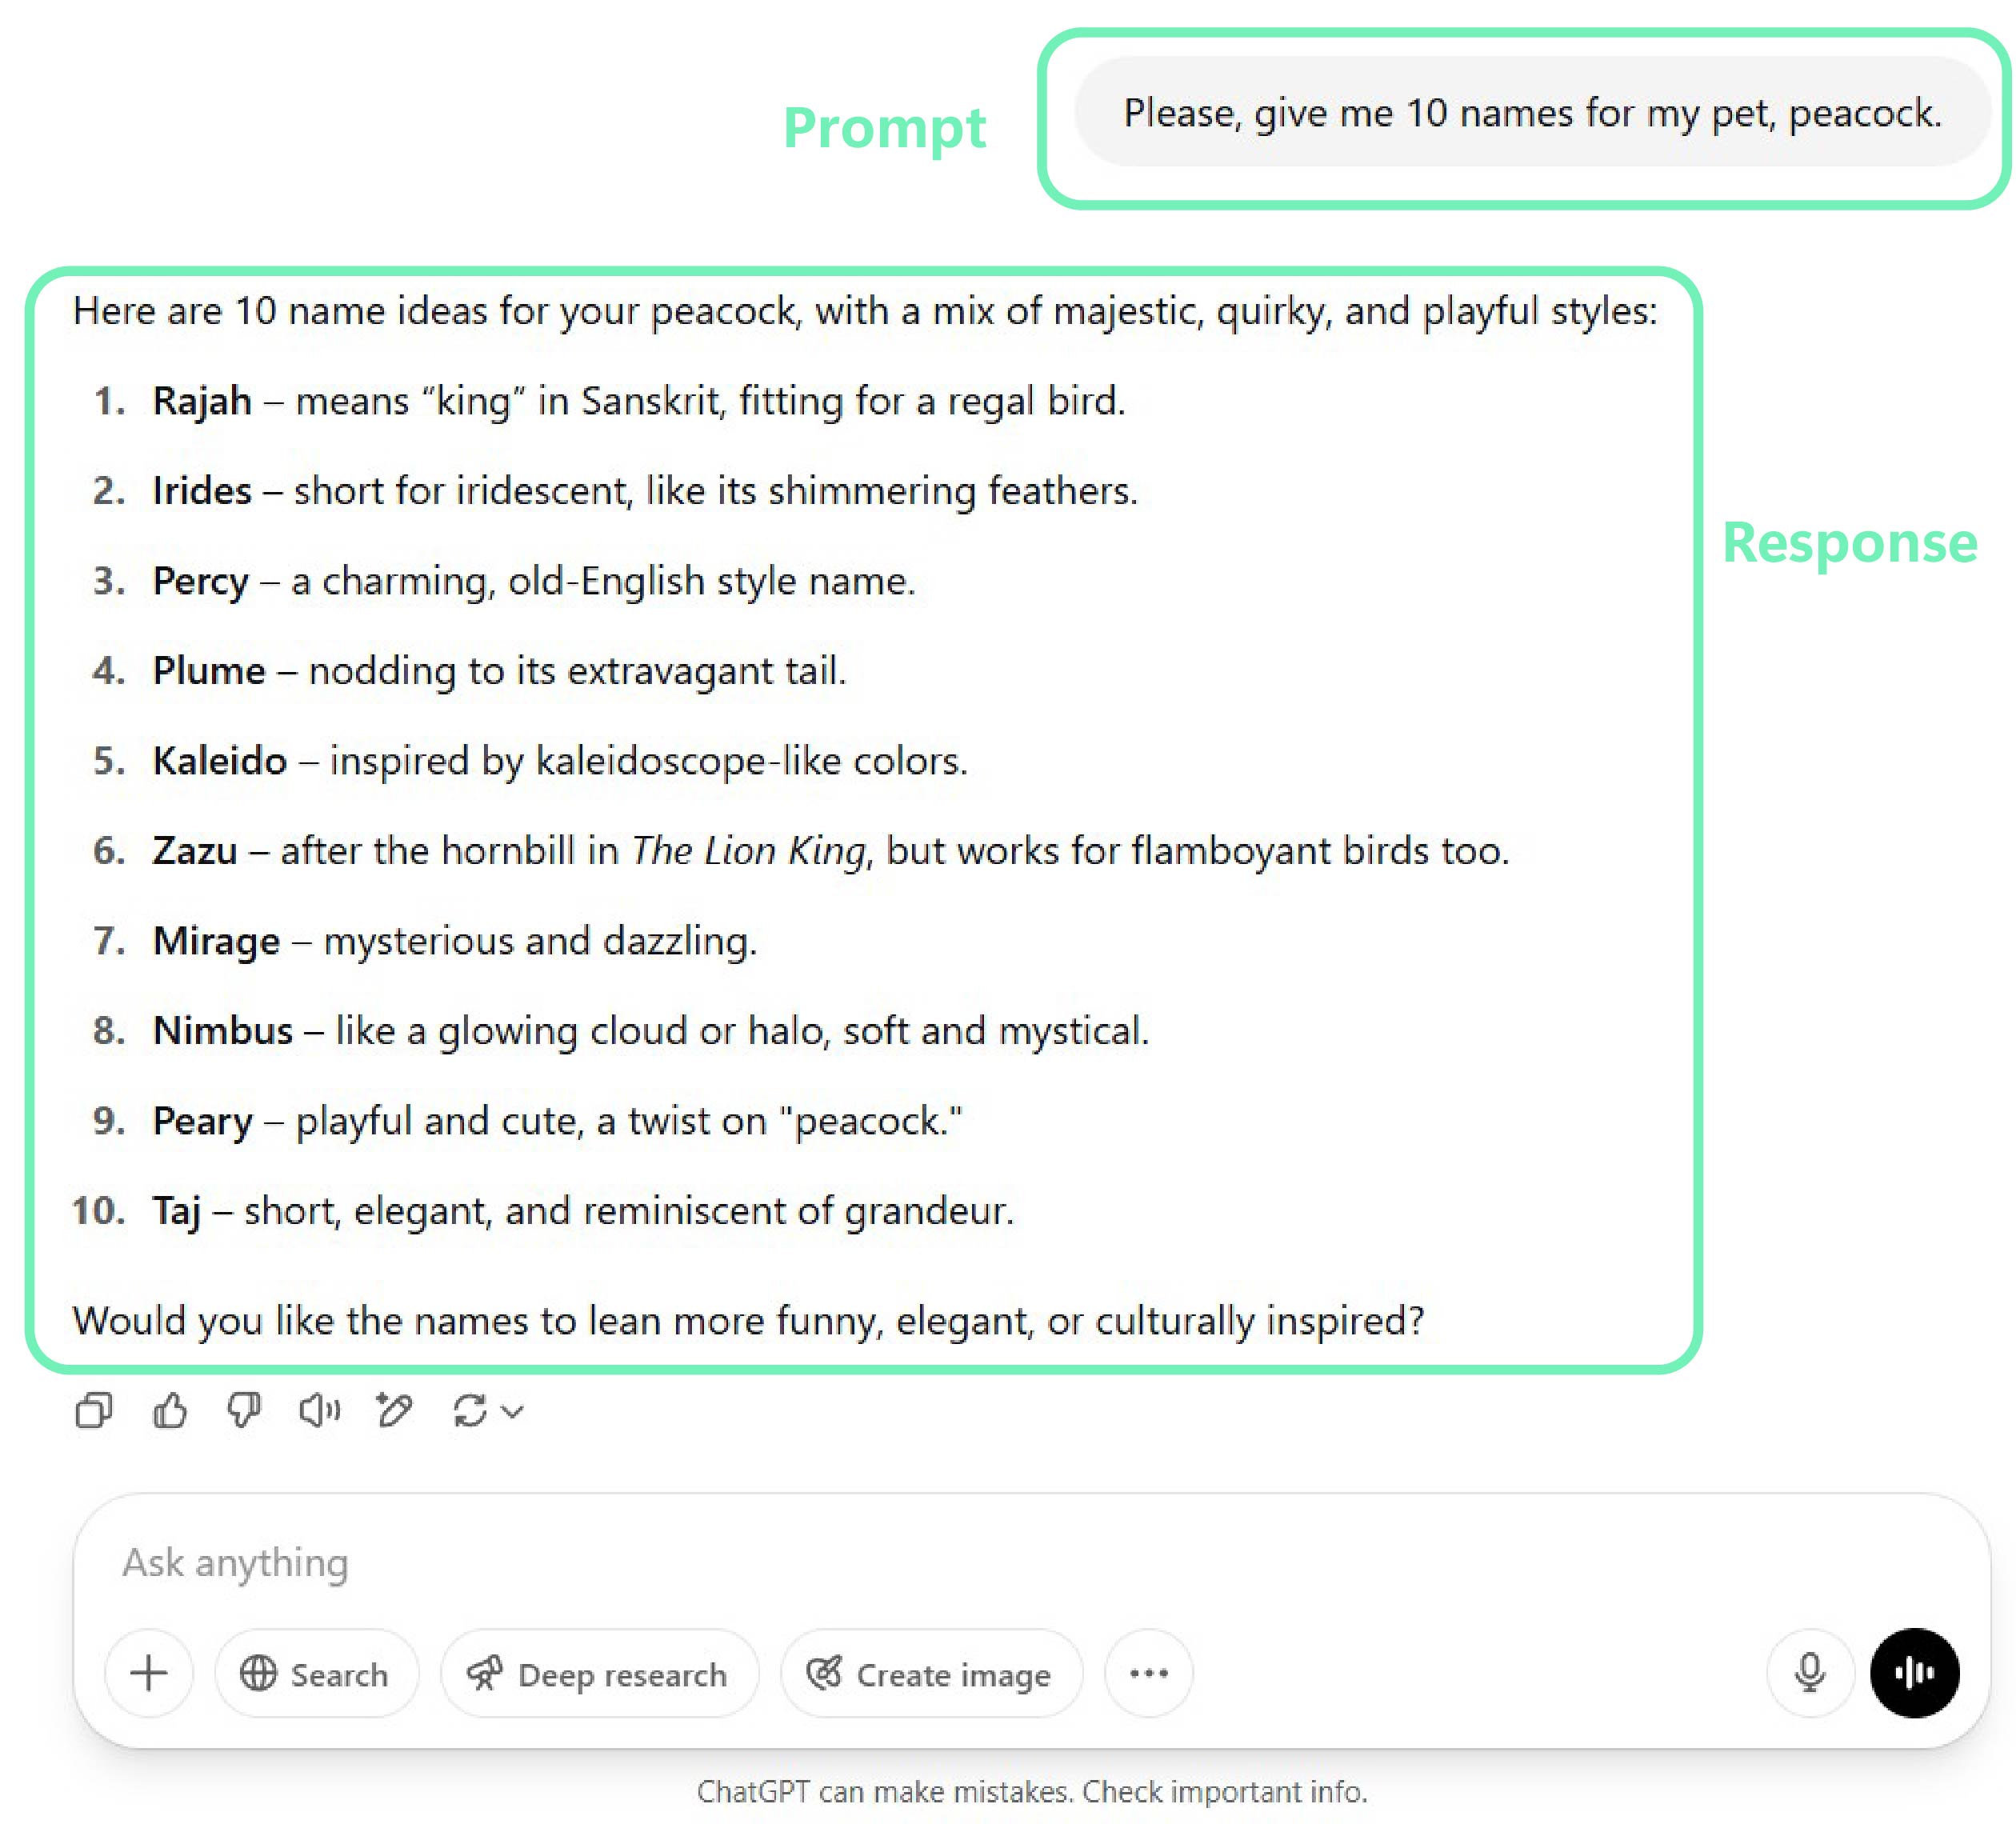 Prompt
Please, give me 10 names for my pet, peacock.
Here are 10 name ideas for your peacock, with a mix of majestic, quirky, and playful styles:
1. Rajah – means “king” in Sanskrit, fitting for a regal bird.
2. Irides – short for iridescent, like its shimmering feathers.
Response
3. Percy – a charming, old-English style name.
4. Plume – nodding to its extravagant tail.
5. Kaleido – inspired by kaleidoscope-like colors.
6. Zazu – after the hornbill in The Lion King, but works for flamboyant birds too.
7. Mirage – mysterious and dazzling.
8. Nimbus – like a glowing cloud or halo, soft and mystical.
9. Peary – playful and cute, a twist on "peacock."
10. Taj – short, elegant, and reminiscent of grandeur.
Would you like the names to lean more funny, elegant, or culturally inspired?
Ask anything
Search Deep research Create image
ChatGPT can make mistakes. Check important info.